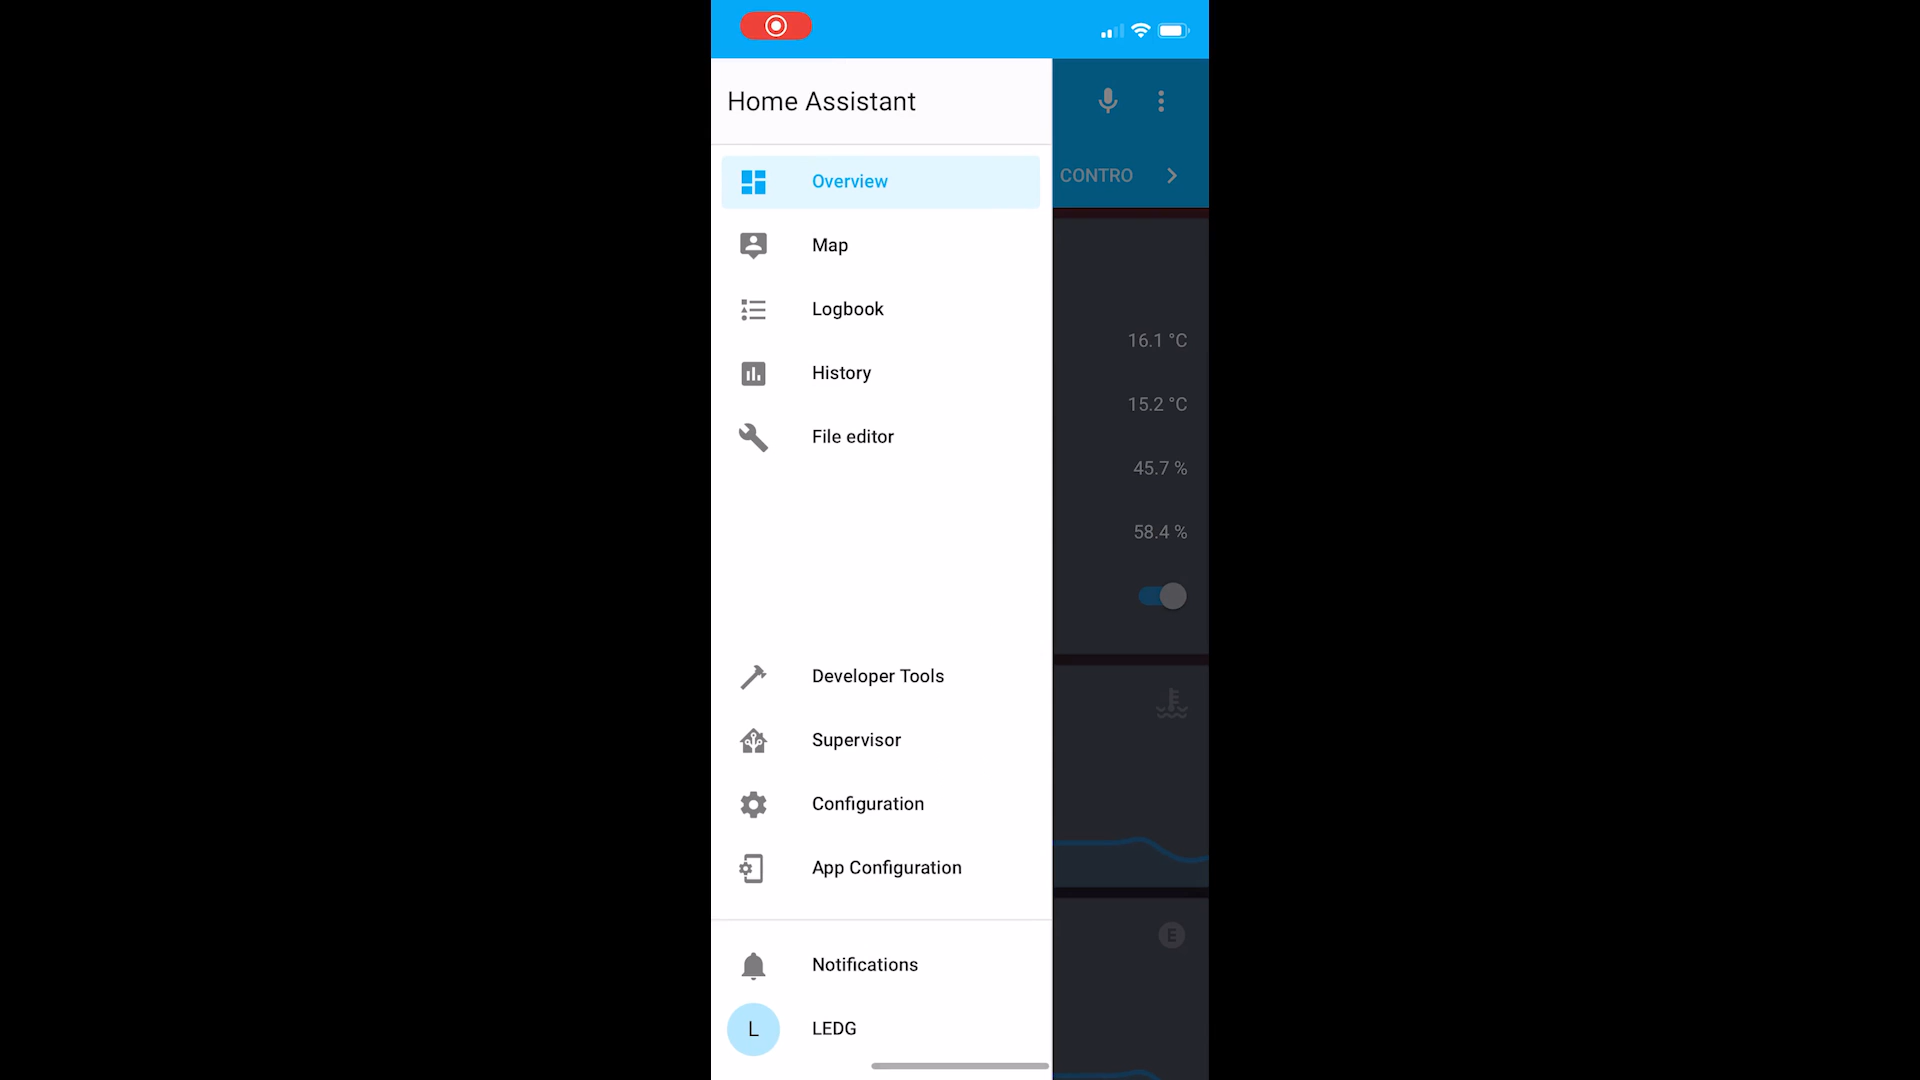 Home Assistant
CONTRO
Overview
Map
Logbook
History
File editor
16.1 °C
15.2 °C
45.7 %
58.4 %
Developer Tools
Supervisor
Configuration
App Configuration
E
Notifications
L LEDG